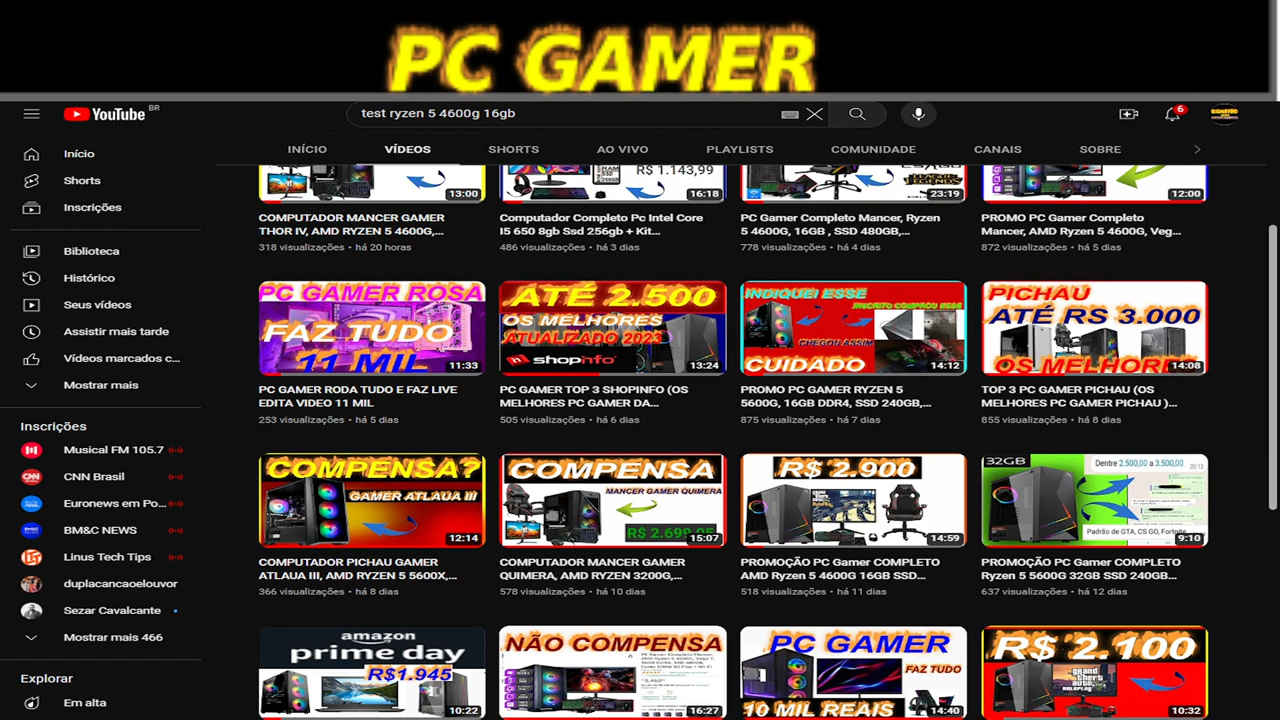 PC GAMER
YouTube BR
test ryzen 5 4600g 16gb
6
INÍCIO VÍDEOS SHORTS AO VIVO PLAYLISTS COMUNIDADE CANAIS SOBRE
Início
Shorts
Inscrições
Biblioteca
Histórico
Seus vídeos
Assistir mais tarde
Vídeos marcados c...
Mostrar mais
Inscrições
Musical FM 105.7
CNN Brasil
Euronews em Po...
BM&C NEWS
Linus Tech Tips
duplacancaoelouvor
Sezar Cavalcante
Mostrar mais 466
Explorar
Em alta
13:00
COMPUTADOR MANCER GAMER
THOR IV, AMD RYZEN 5 4600G,...
318 visualizações • há 20 horas
SSD
R$ 1.143,99
16:18
Computador Completo Pc Intel Core
I5 650 8gb Ssd 256gb + Kit...
486 visualizações • há 3 dias
LEGENDS
23:19
PC Gamer Completo Mancer, Ryzen
5 4600G, 16GB , SSD 480GB,...
778 visualizações • há 4 dias
12:00
PROMO PC Gamer Completo
Mancer, AMD Ryzen 5 4600G, Veg...
872 visualizações • há 5 dias
PC GAMER ROSA
FAZ TUDO
11 MIL
11:33
PC GAMER RODA TUDO E FAZ LIVE
EDITA VIDEO 11 MIL
253 visualizações • há 5 dias
ATÉ 2.500
OS MELHORES
ATUALIZADO 2023
shopinfo
13:24
PC GAMER TOP 3 SHOPINFO (OS
MELHORES PC GAMER DA...
505 visualizações • há 6 dias
INDIQUEI ESSE
INSCRITO COMPROU ESSE
CHEGOU ASSIM
CUIDADO
14:12
PROMO PC GAMER RYZEN 5
5600G, 16GB DDR4, SSD 240GB,...
875 visualizações • há 7 dias
PICHAU
ATÉ RS 3.000
OS MELHORES
14:08
TOP 3 PC GAMER PICHAU (OS
MELHORES PC GAMER PICHAU )...
855 visualizações • há 8 dias
COMPENSA?
GAMER ATLAUA III
12:14
COMPUTADOR PICHAU GAMER
ATLAUA III, AMD RYZEN 5 5600X,...
366 visualizações • há 8 dias
COMPENSA
MANCER GAMER QUIMERA
R$ 2.699,95
15:07
COMPUTADOR MANCER GAMER
QUIMERA, AMD RYZEN 3200G,...
578 visualizações • há 10 dias
R$ 2.900
14:59
PROMOÇÃO PC Gamer COMPLETO
AMD Ryzen 5 4600G 16GB SSD...
518 visualizações • há 11 dias
32GB
Dentre 2.500,00 a 3.500,00
20:13
Padrão de GTA, CS GO, Fortnite
9:10
PROMOÇÃO PC Gamer COMPLETO
Ryzen 5 5600G 32GB SSD 240GB...
637 visualizações • há 12 dias
amazon
prime day
R$ 1.945
10:22
NÃO COMPENSA
16:27
PC GAMER
FAZ TUDO
10 MIL REAIS
14:40
R$ 2.100
10:32